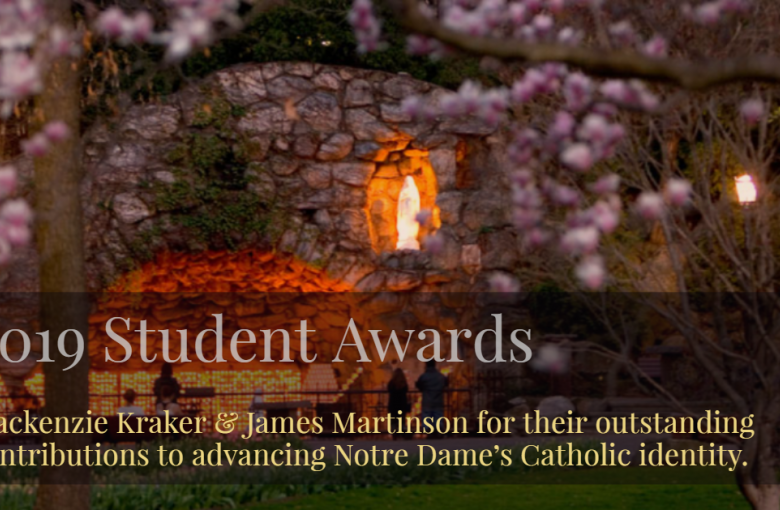 019 Student Awards
ackenzie Kraker & James Martinson for their outstanding
ntributions to advancing Notre Dame’s Catholic identity.